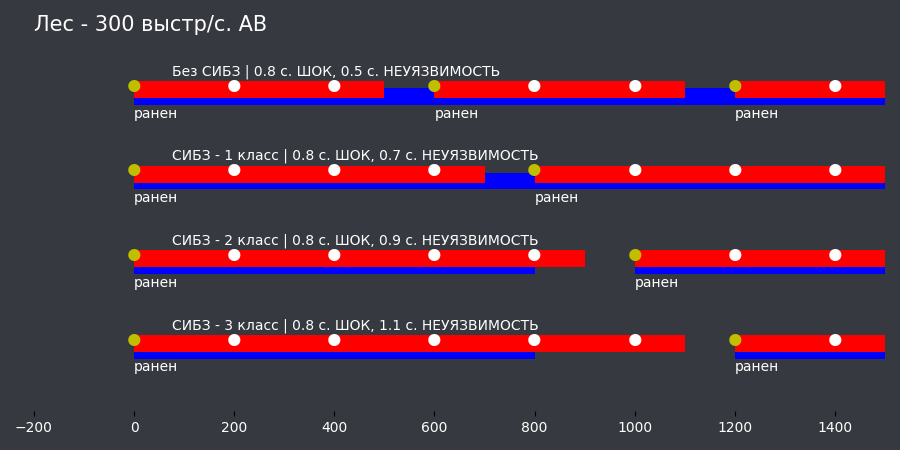 Лес - 300 выстр/с. АВ
Без СИБЗ | 0.8 с. ШОК, 0.5 с. НЕУЯЗВИМОСТЬ
ранен ранен ранен
СИБЗ - 1 класс | 0.8 с. ШОК, 0.7 с. НЕУЯЗВИМОСТЬ
ранен ранен
СИБЗ - 2 класс | 0.8 с. ШОК, 0.9 с. НЕУЯЗВИМОСТЬ
ранен ранен
СИБЗ - 3 класс | 0.8 с. ШОК, 1.1 с. НЕУЯЗВИМОСТЬ
ранен ранен
−200 0 200 400 600 800 1000 1200 1400